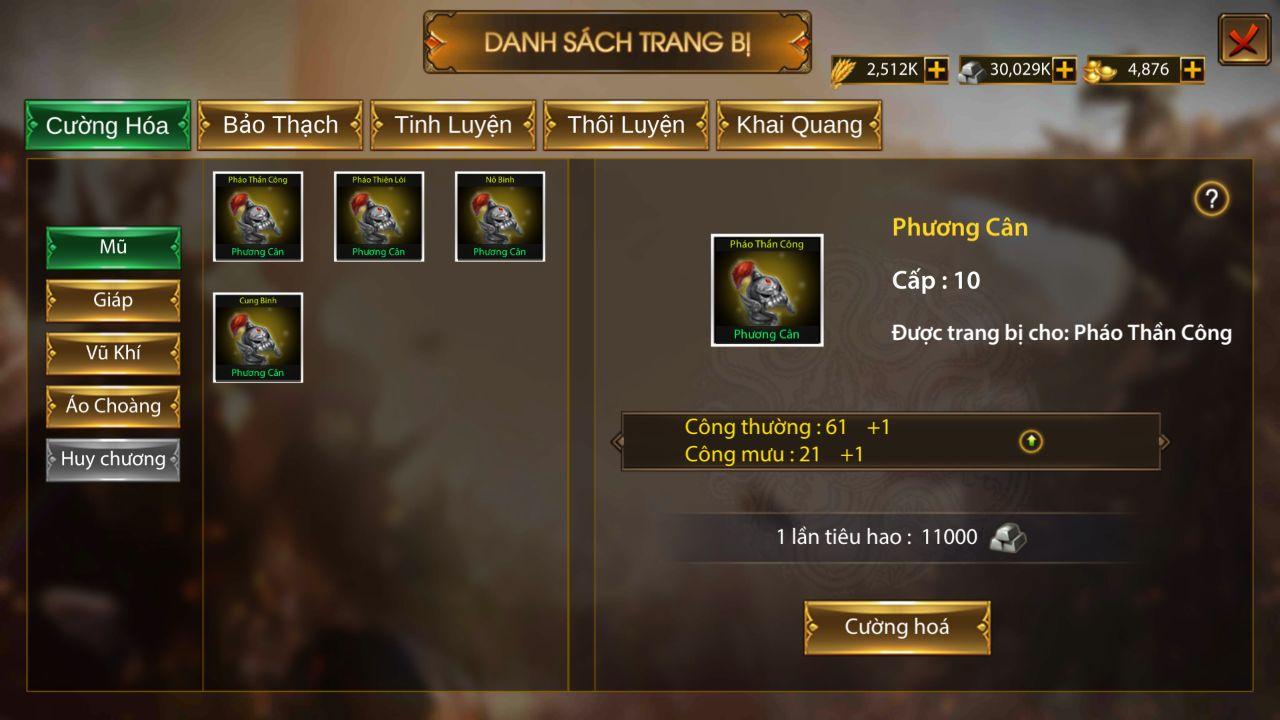 DANH SÁCH TRANG BỊ
2,512K
30,029K
4,876
Cường Hóa
Bảo Thạch
Tinh Luyện
Thôi Luyện
Khai Quang
Mũ
Giáp
Vũ Khí
Áo Choàng
Huy chương
Pháo Thần Công
Phương Cân
Pháo Thiên Lôi
Phương Cân
Nỏ Binh
Phương Cân
Cung Binh
Phương Cân
?
Pháo Thần Công
Phương Cân
Phương Cân
Cấp : 10
Được trang bị cho: Pháo Thần Công
Công thường : 61 +1
Công mưu : 21 +1
1 lần tiêu hao : 11000
Cường hoá